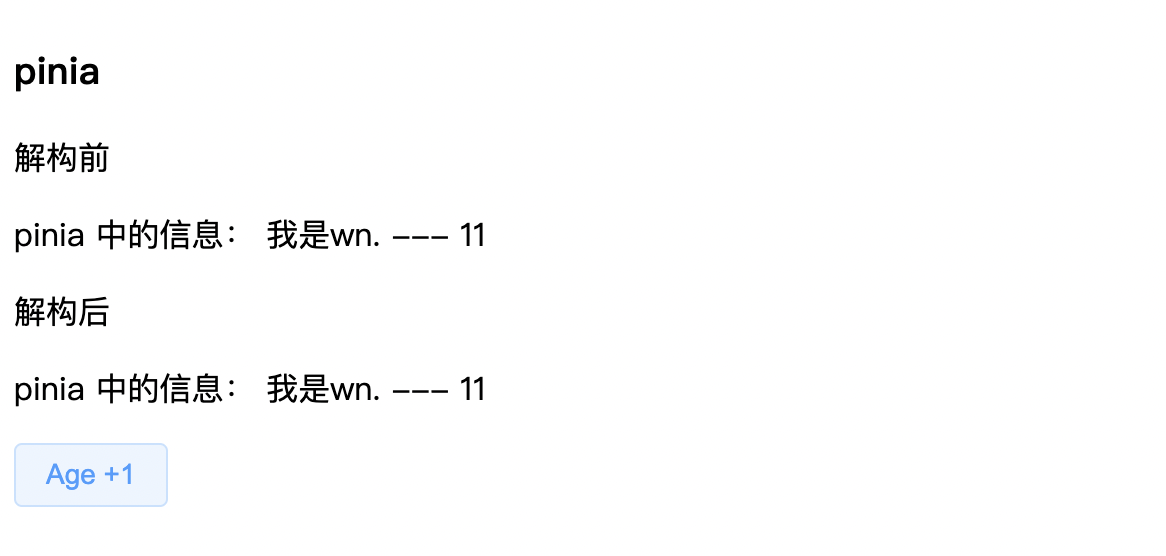 pinia
解构前
pinia 中的信息： 我是wn. --- 11
解构后
pinia 中的信息： 我是wn. --- 11
Age +1